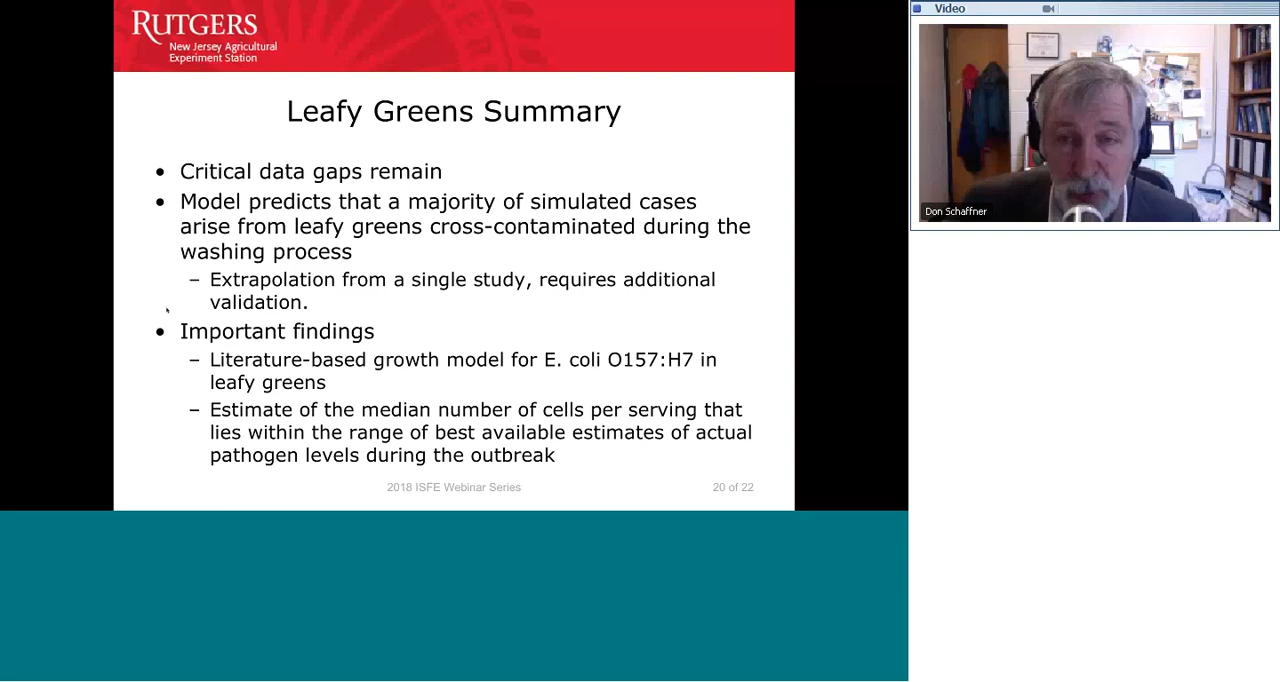 RUTGERS
New Jersey Agricultural
Experiment Station
Leafy Greens Summary
• Critical data gaps remain
• Model predicts that a majority of simulated cases
arise from leafy greens cross-contaminated during the
washing process
– Extrapolation from a single study, requires additional
validation.
• Important findings
– Literature-based growth model for E. coli O157:H7 in
leafy greens
– Estimate of the median number of cells per serving that
lies within the range of best available estimates of actual
pathogen levels during the outbreak
2018 ISFE Webinar Series
20 of 22
Video
Don Schaffner